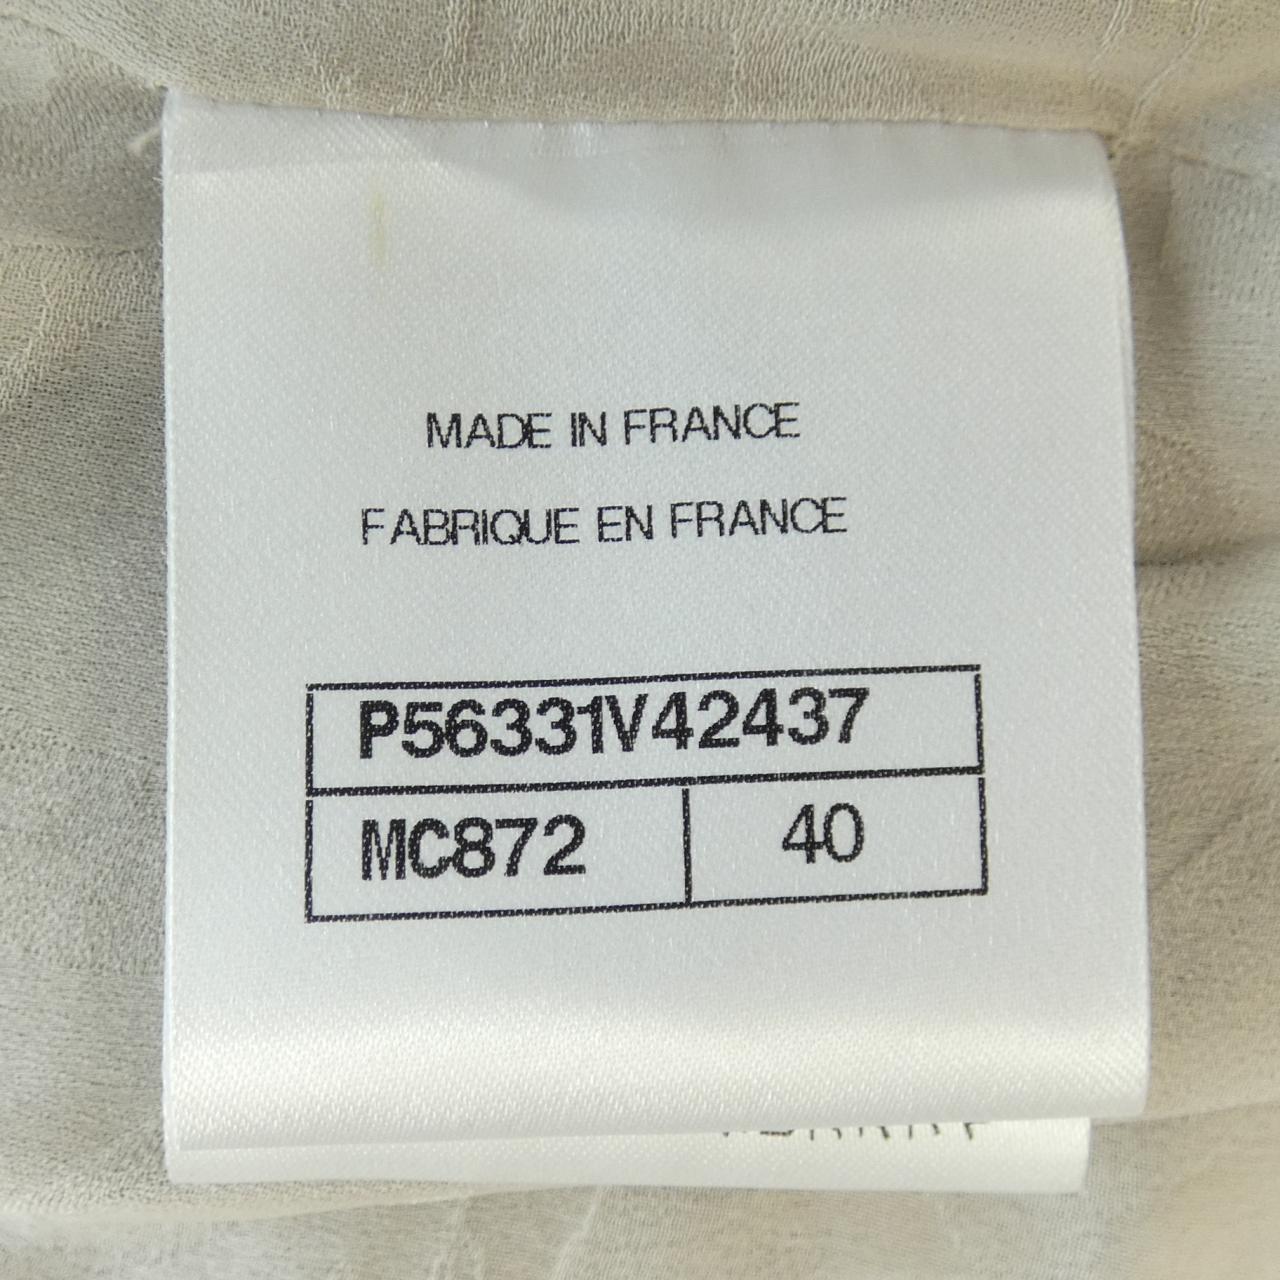 MADE IN FRANCE
FABRIQUE EN FRANCE
P56331V42437
MC872
40